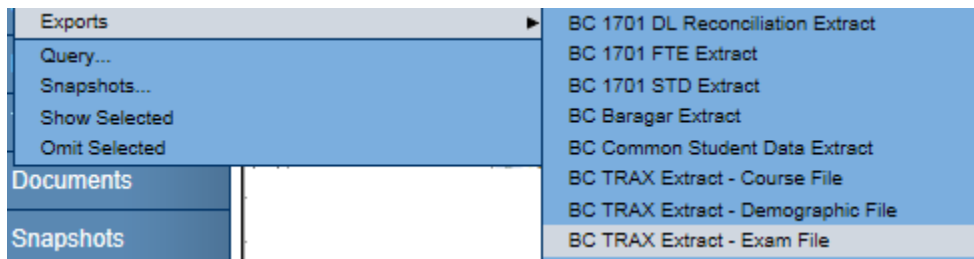 Exports
Query...
Snapshots...
Show Selected
Omit Selected
Documents
Snapshots
BC 1701 DL Reconciliation Extract
BC 1701 FTE Extract
BC 1701 STD Extract
BC Baragar Extract
BC Common Student Data Extract
BC TRAX Extract - Course File
BC TRAX Extract - Demographic File
BC TRAX Extract - Exam File